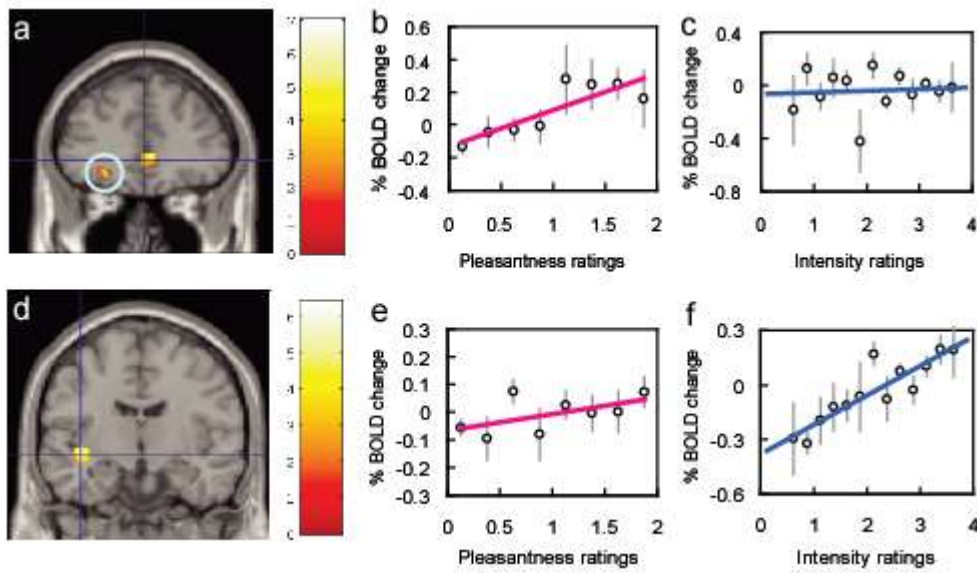 a
b
% BOLD change
0.6
0.4
0.2
0
-0.2
-0.4
0 0.5 1 1.5 2
Pleasantness ratings
c
% BOLD change
0.4
0
-0.4
-0.8
0 1 2 3 4
Intensity ratings
d
e
% BOLD change
0.3
0.2
0.1
0
-0.1
-0.2
-0.3
0 0.5 1 1.5 2
Pleasantness ratings
f
% BOLD change
0.3
0
-0.3
-0.6
0 1 2 3 4
Intensity ratings